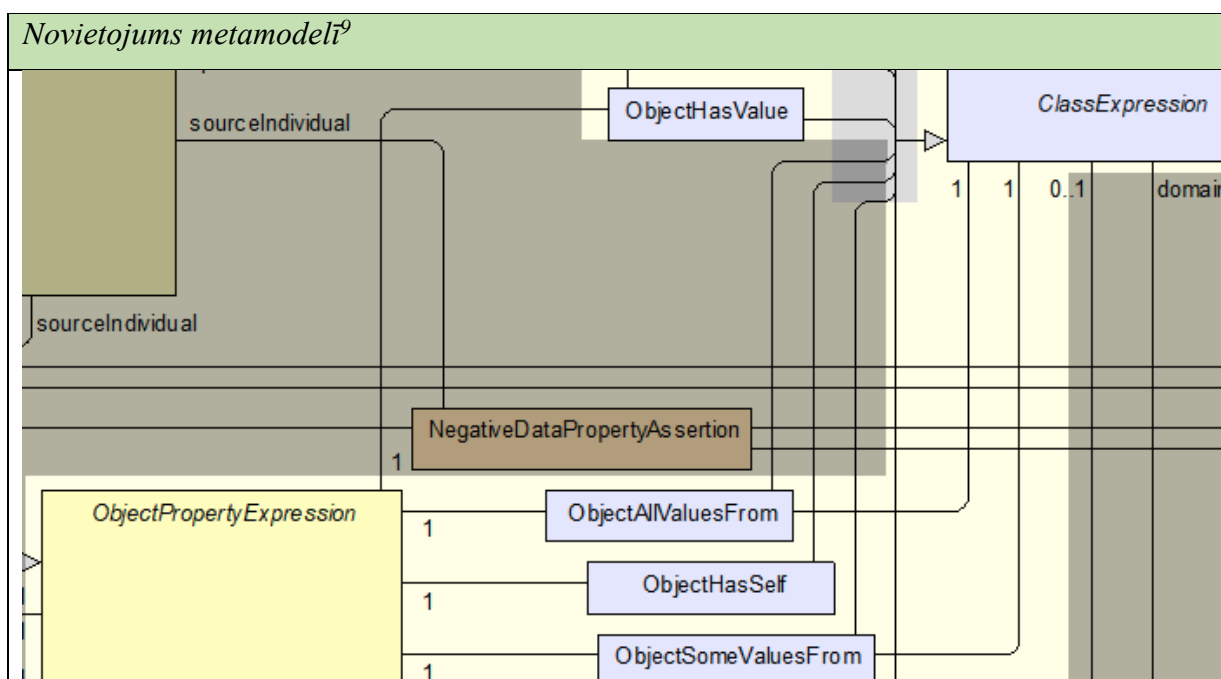 Novietojums metamodelī⁹
ObjectHasValue
ClassExpression
sourceIndividual
1 1 0..1
sourceIndividual
NegativeDataPropertyAssertion
1
ObjectPropertyExpression
ObjectAllValuesFrom
1
ObjectHasSelf
1
ObjectSomeValuesFrom
1